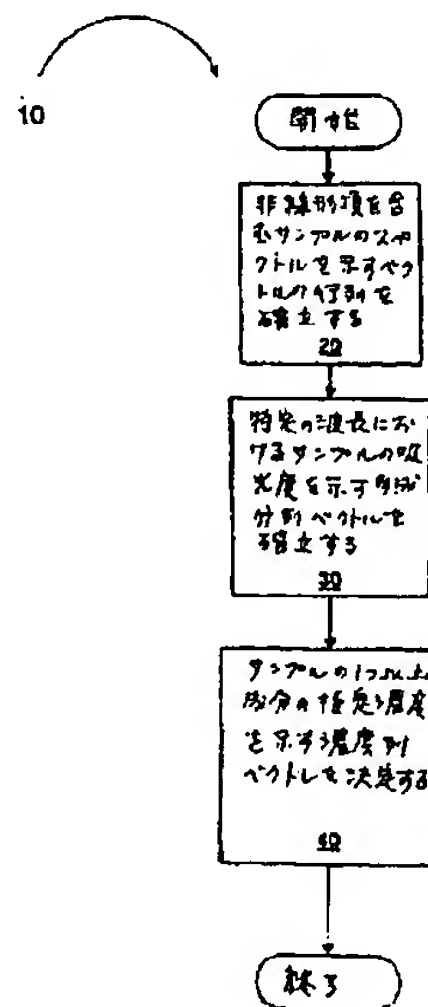 10
開始
非線形項を含
むサンプルのスペ
クトルを示すベク
トルの行列を
確立する
20
特定の波長にお
けるサンプルの吸
光度を示す多成
分列ベクトルを
確立する
30
サンプルの1つ以上
成分の推定濃度
を示す濃度列
ベクトルを決定する
40
終了